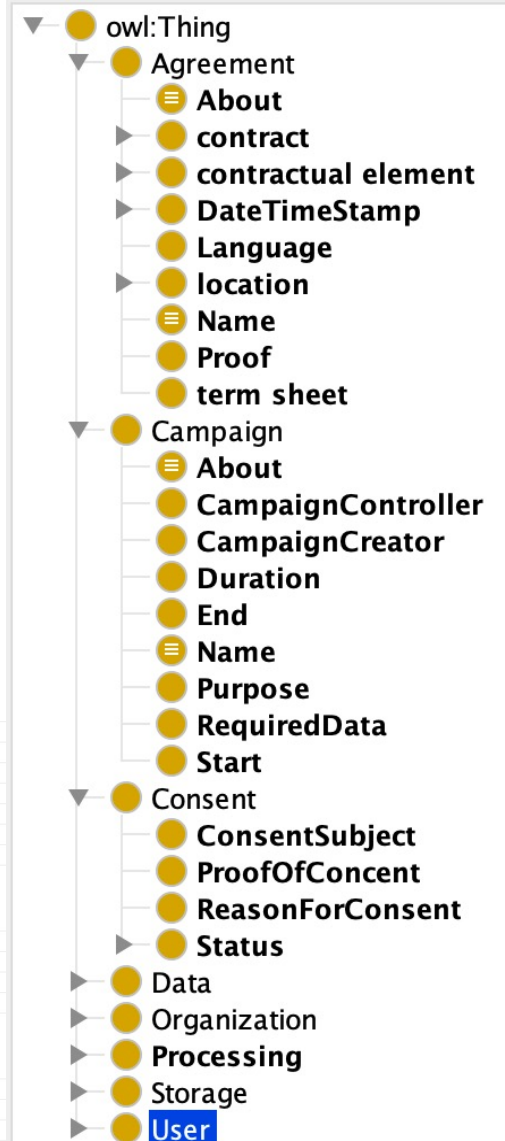 owl:Thing
Agreement
About
contract
contractual element
DateTimeStamp
Language
location
Name
Proof
term sheet
Campaign
About
CampaignController
CampaignCreator
Duration
End
Name
Purpose
RequiredData
Start
Consent
ConsentSubject
ProofOfConcent
ReasonForConsent
Status
Data
Organization
Processing
Storage
User